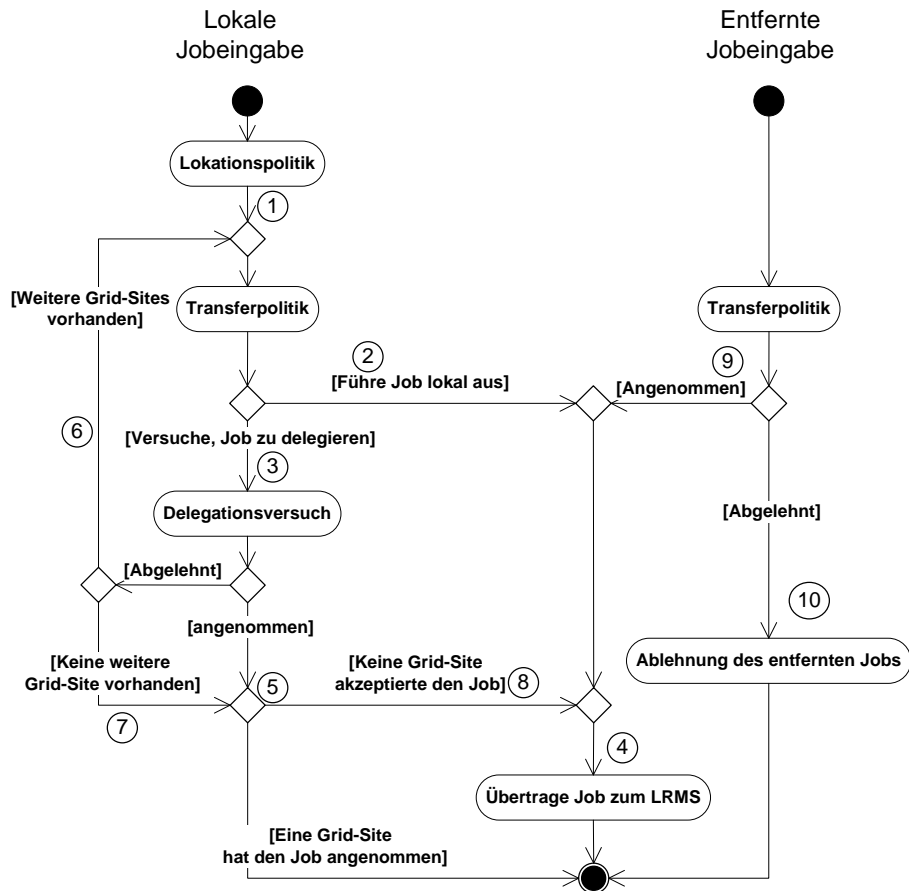 Lokale
Jobeingabe
Entfernte
Jobeingabe
Lokationspolitik
1
[Weitere Grid-Sites
vorhanden]
Transferpolitik
Transferpolitik
2
[Führe Job lokal aus]
9
[Angenommen]
6
[Versuche, Job zu delegieren]
3
Delegationsversuch
[Abgelehnt]
[Abgelehnt]
[angenommen]
10
Ablehnung des entfernten Jobs
[Keine weitere
Grid-Site vorhanden]
5
[Keine Grid-Site
akzeptierte den Job]
8
7
4
Übertrage Job zum LRMS
[Eine Grid-Site
hat den Job angenommen]